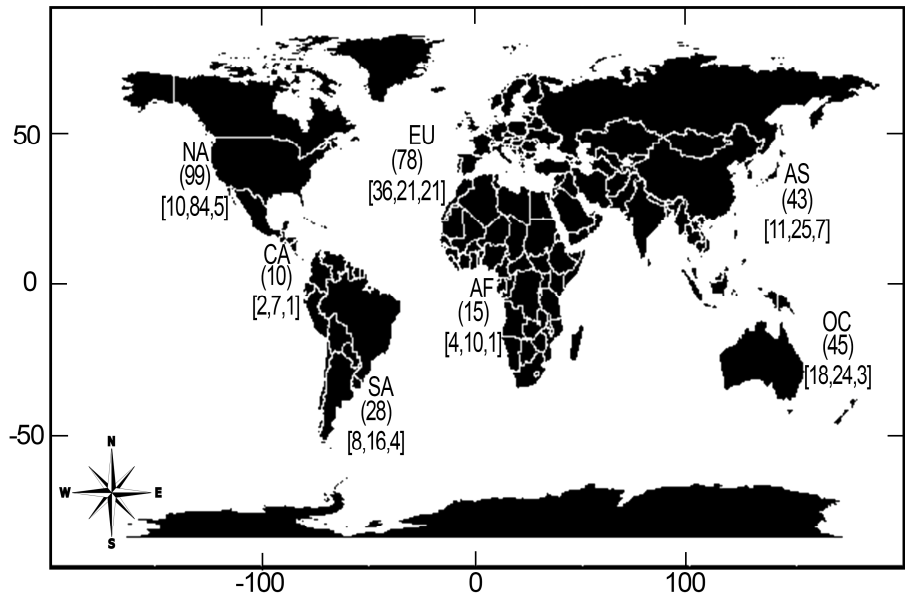 50
0
-50
-100
0
100
NA
(99)
[10,84,5]
CA
(10)
[2,7,1]
SA
(28)
[8,16,4]
EU
(78)
[36,21,21]
AF
(15)
[4,10,1]
AS
(43)
[11,25,7]
OC
(45)
[18,24,3]
N
W
E
S